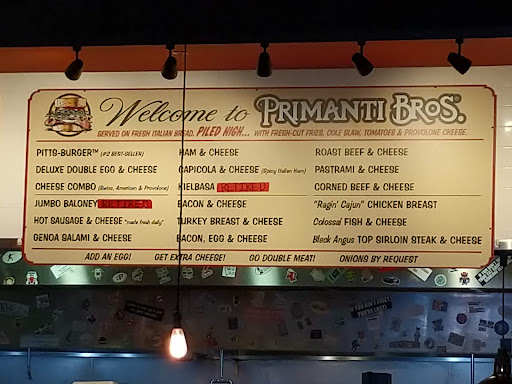 Welcome to PRIMANTI BROS.
SERVED ON FRESH ITALIAN BREAD, PILED HIGH... WITH FRESH-CUT FRIES, COLE SLAW, TOMATOES & PROVOLONE CHEESE.
PITTS-BURGER™ (#2 BEST-SELLER)
DELUXE DOUBLE EGG & CHEESE
CHEESE COMBO (Swiss, American & Provolone)
JUMBO BALONEY RETIRED
HOT SAUSAGE & CHEESE "made fresh daily"
GENOA SALAMI & CHEESE
HAM & CHEESE
CAPICOLA & CHEESE (Spicy Italian Ham)
KIELBASA RETIRED
BACON & CHEESE
TURKEY BREAST & CHEESE
BACON, EGG & CHEESE
ROAST BEEF & CHEESE
PASTRAMI & CHEESE
CORNED BEEF & CHEESE
"Ragin' Cajun" CHICKEN BREAST
Colossal FISH & CHEESE
Black Angus TOP SIRLOIN STEAK & CHEESE
ADD AN EGG! GET EXTRA CHEESE! GO DOUBLE MEAT! ONIONS BY REQUEST